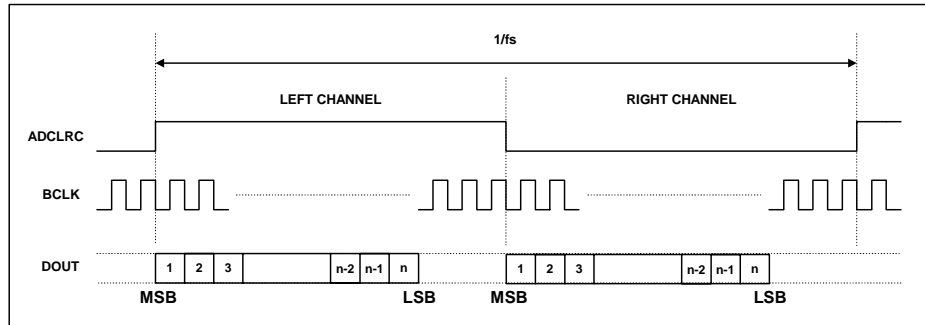 1/fs
LEFT CHANNEL RIGHT CHANNEL
ADCLRC
BCLK
DOUT 1 2 3 n-2 n-1 n 1 2 3 n-2 n-1 n
MSB LSB MSB LSB